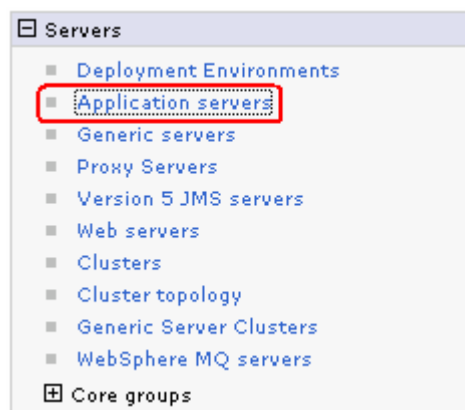 Servers
Deployment Environments
Application servers
Generic servers
Proxy Servers
Version 5 JMS servers
Web servers
Clusters
Cluster topology
Generic Server Clusters
WebSphere MQ servers
Core groups